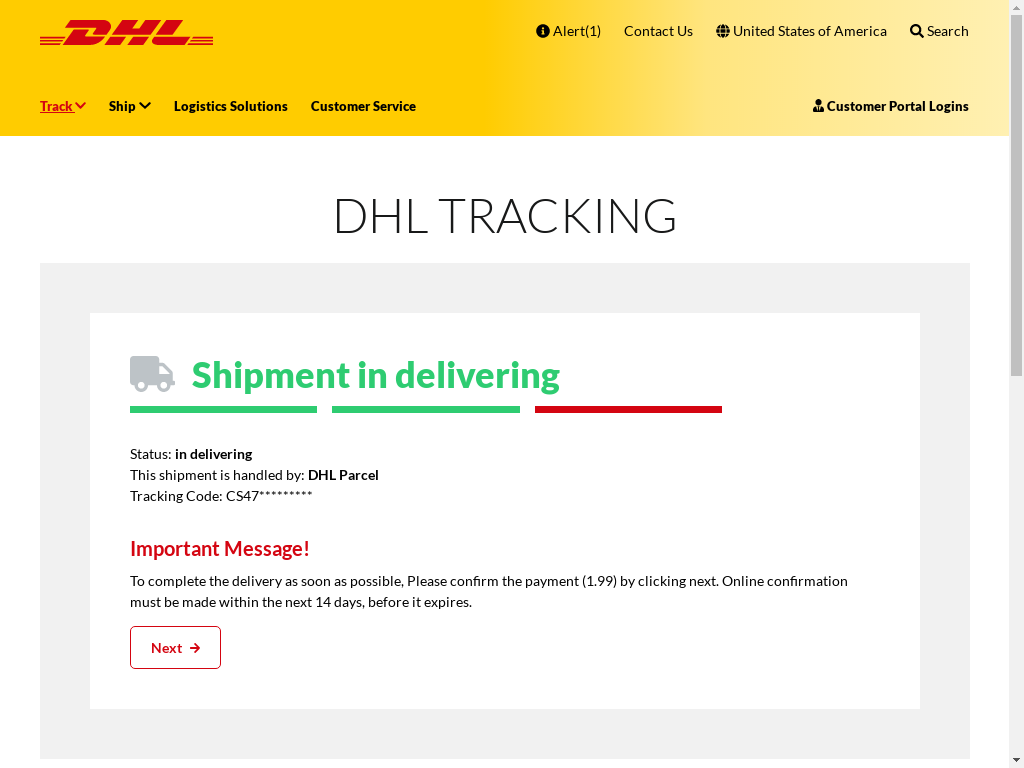 DHL
Alert(1) Contact Us United States of America Search
Track Ship Logistics Solutions Customer Service Customer Portal Logins
DHL TRACKING
Shipment in delivering
Status: in delivering
This shipment is handled by: DHL Parcel
Tracking Code: CS47*********
Important Message!
To complete the delivery as soon as possible, Please confirm the payment (1.99) by clicking next. Online confirmation
must be made within the next 14 days, before it expires.
Next